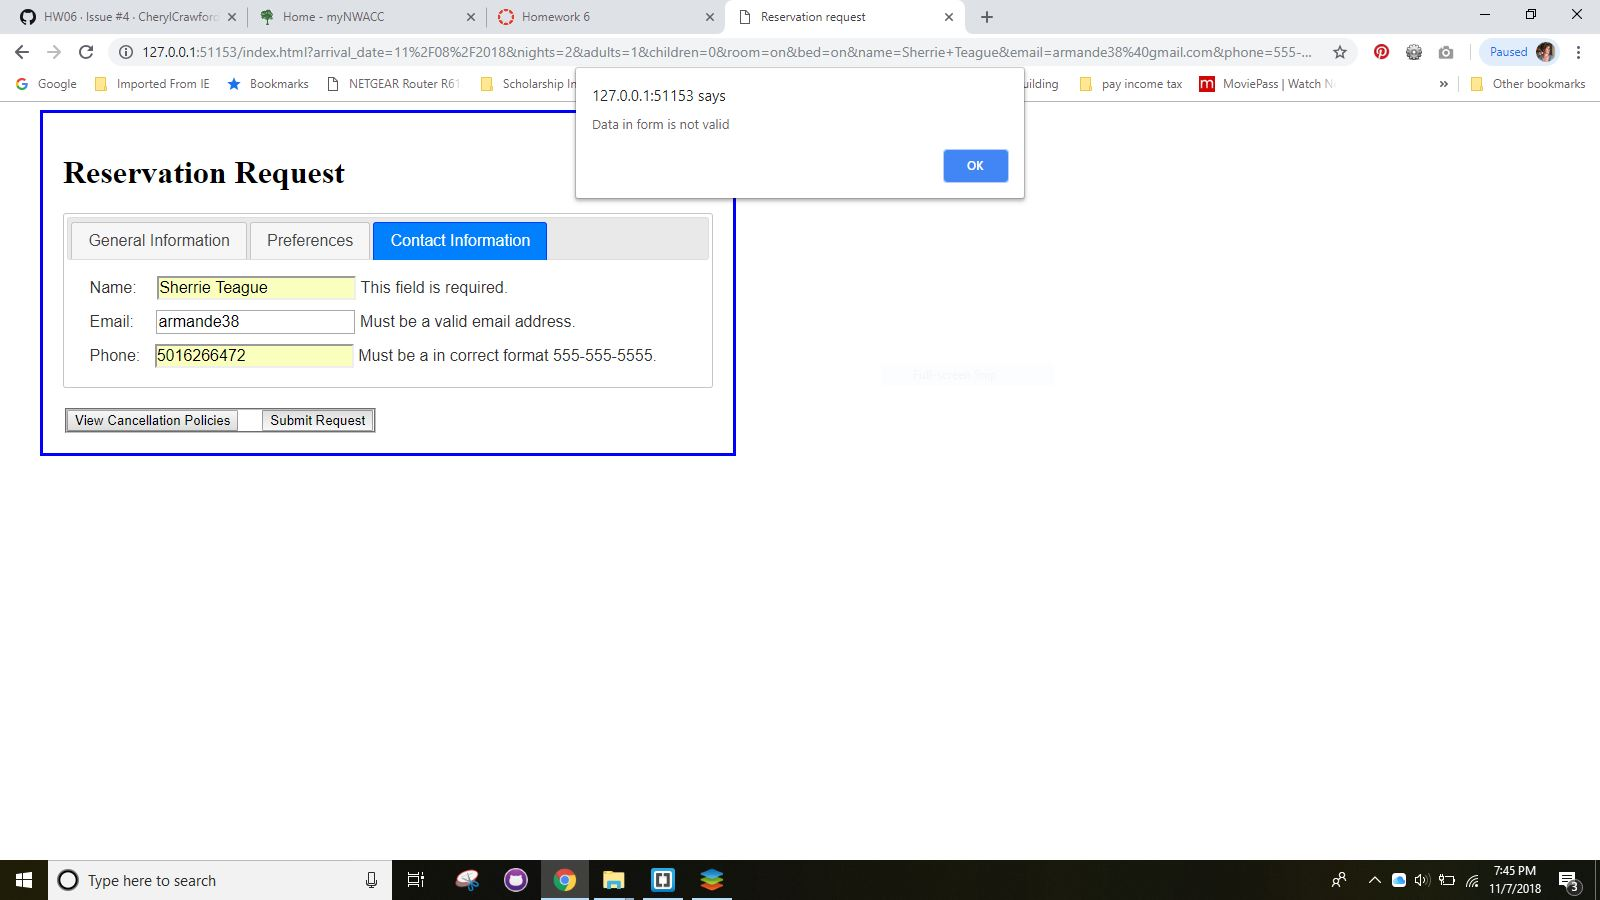 HW06 · Issue #4 · CherylCrawford
Home - myNWACC
Homework 6
Reservation request
127.0.0.1:51153/index.html?arrival_date=11%2F08%2F2018&nights=2&adults=1&children=0&room=on&bed=on&name=Sherrie+Teague&email=armande38%40gmail.com&phone=555-...
Paused
Google
Imported From IE
Bookmarks
NETGEAR Router R61
Scholarship In
uilding
pay income tax
MoviePass | Watch
»
Other bookmarks
127.0.0.1:51153 says
Data in form is not valid
OK
Reservation Request
General Information
Preferences
Contact Information
Name: Sherrie Teague This field is required.
Email: armande38 Must be a valid email address.
Phone: 5016266472 Must be a in correct format 555-555-5555.
Full-screen Snip
View Cancellation Policies
Submit Request
Type here to search
7:45 PM
11/7/2018
3